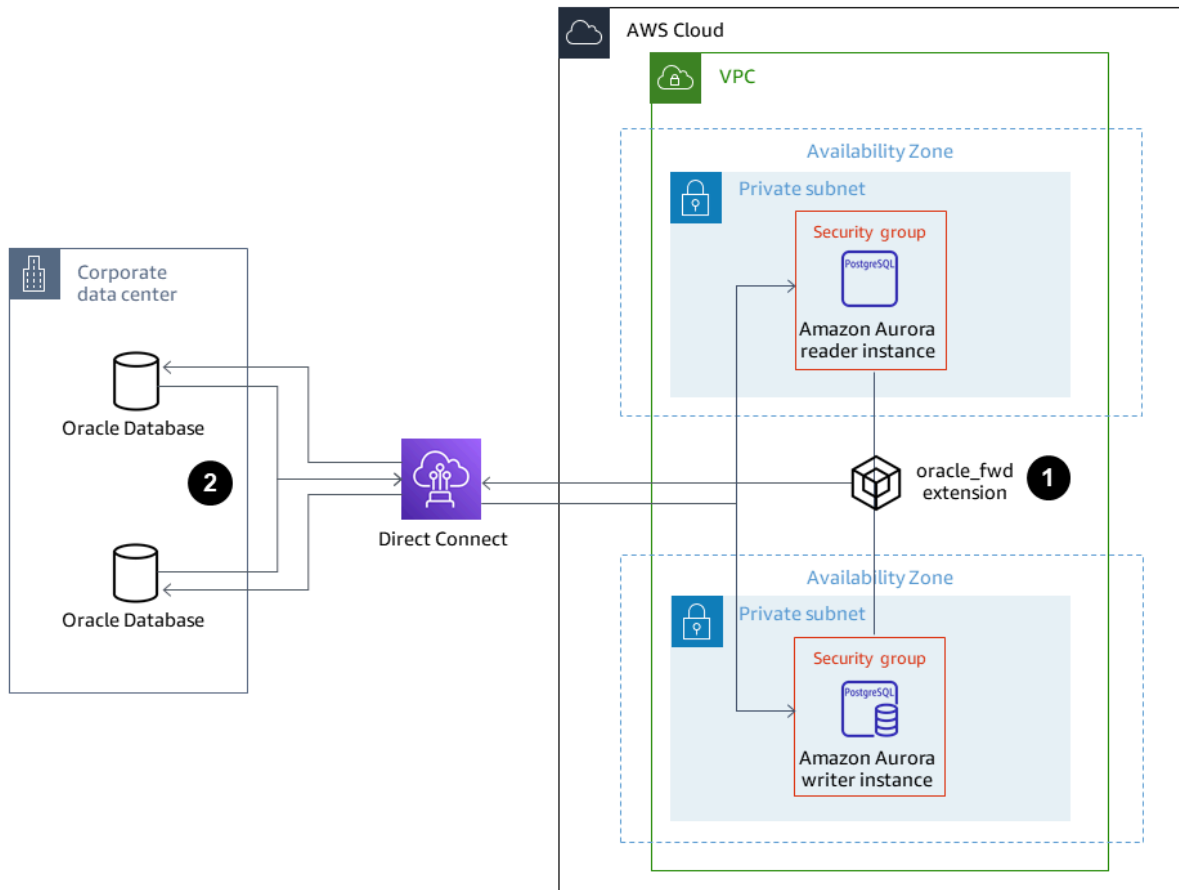 AWS Cloud
VPC
Availability Zone
Private subnet
Security group
PostgreSQL
Amazon Aurora
reader instance
Corporate
data center
Oracle Database
2
Oracle Database
Direct Connect
oracle_fwd
extension
1
Availability Zone
Private subnet
Security group
PostgreSQL
Amazon Aurora
writer instance